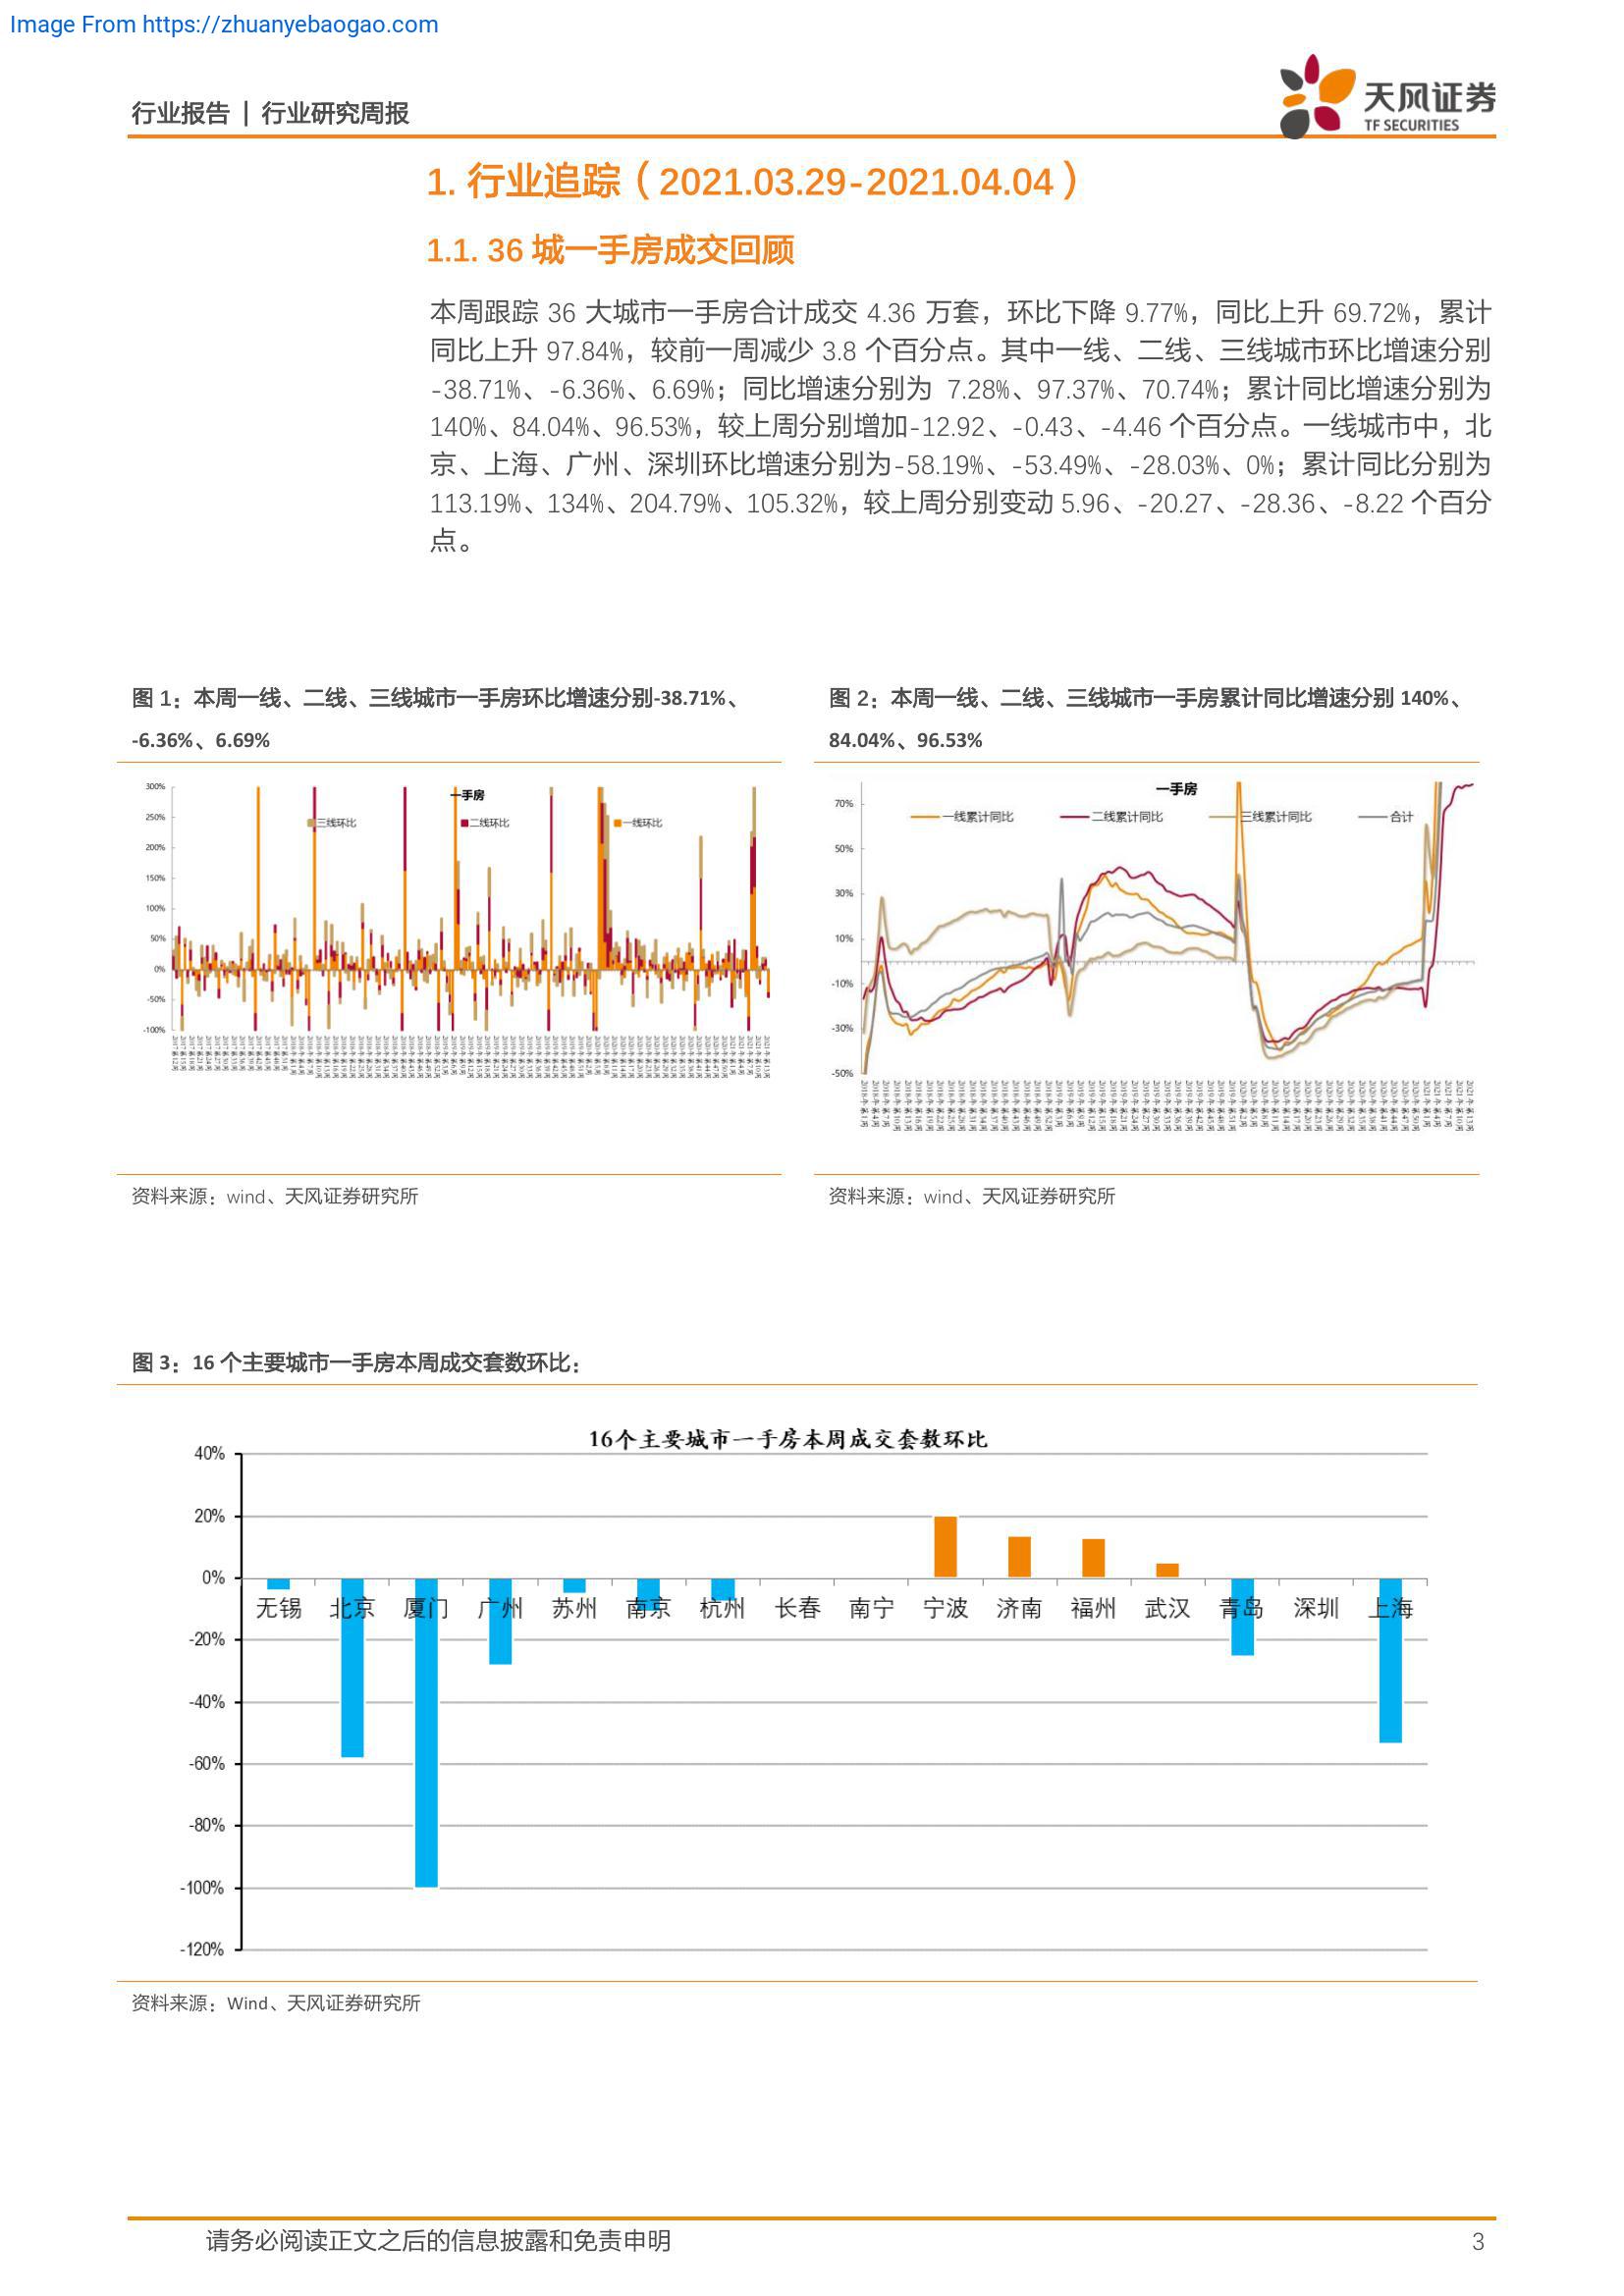 Image From https://zhuanyebaogao.com
行业报告 | 行业研究周报
天风证券
TF SECURITIES
1. 行业追踪（2021.03.29-2021.04.04）
1.1. 36 城一手房成交回顾
本周跟踪 36 大城市一手房合计成交 4.36 万套，环比下降 9.77%，同比上升 69.72%，累计
同比上升 97.84%，较前一周减少 3.8 个百分点。其中一线、二线、三线城市环比增速分别
-38.71%、-6.36%、6.69%；同比增速分别为 7.28%、97.37%、70.74%；累计同比增速分别为
140%、84.04%、96.53%，较上周分别增加-12.92、-0.43、-4.46 个百分点。一线城市中，北
京、上海、广州、深圳环比增速分别为-58.19%、-53.49%、-28.03%、0%；累计同比分别为
113.19%、134%、204.79%、105.32%，较上周分别变动 5.96、-20.27、-28.36、-8.22 个百分
点。
图 1：本周一线、二线、三线城市一手房环比增速分别-38.71%、
-6.36%、6.69%
一手房
三线环比 二线环比 一线环比
300%
250%
200%
150%
100%
50%
0%
-50%
-100%
资料来源：wind、天风证券研究所
图 2：本周一线、二线、三线城市一手房累计同比增速分别 140%、
84.04%、96.53%
一手房
一线累计同比 二线累计同比 三线累计同比 合计
70%
50%
30%
10%
-10%
-30%
-50%
资料来源：wind、天风证券研究所
图 3：16 个主要城市一手房本周成交套数环比：
16个主要城市一手房本周成交套数环比
40%
20%
0%
无锡 北京 厦门 广州 苏州 南京 杭州 长春 南宁 宁波 济南 福州 武汉 青岛 深圳 上海
-20%
-40%
-60%
-80%
-100%
-120%
资料来源：Wind、天风证券研究所
请务必阅读正文之后的信息披露和免责申明 3